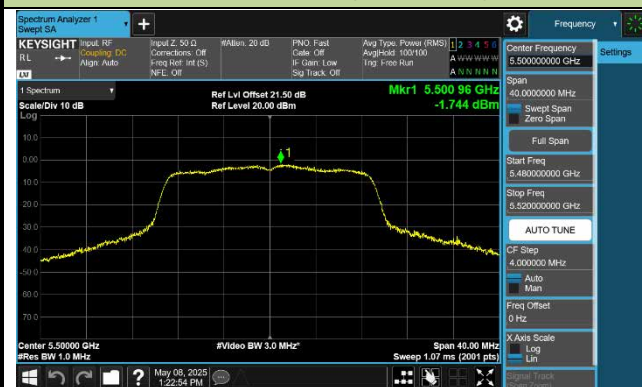 Spectrum Analyzer 1
Swept SA
+
Frequency
KEYSIGHT
RL
LXI
Input: RF
Coupling: DC
Align: Auto
Input Z: 50 Ω
Corrections: Off
Freq Ref: Int (S)
NFE: Off
#Atten: 20 dB
PNO: Fast
Gate: Off
IF Gain: Low
Sig Track: Off
Avg Type: Power (RMS)
Avg|Hold: 100/100
Trig: Free Run
1 2 3 4 5 6
A W W W W W
A N N N N N
1 Spectrum
Scale/Div 10 dB
Log
Ref Lvl Offset 21.50 dB
Ref Level 20.00 dBm
Mkr1 5.500 96 GHz
-1.744 dBm
10.0
0.00
-10.0
-20.0
-30.0
-40.0
-50.0
-60.0
-70.0
1
Center 5.50000 GHz
#Res BW 1.0 MHz
#Video BW 3.0 MHz*
Span 40.00 MHz
Sweep 1.07 ms (2001 pts)
?
May 08, 2025
1:22:54 PM
Center Frequency
5.500000000 GHz
Settings
Span
40.0000000 MHz
Swept Span
Zero Span
Full Span
Start Freq
5.480000000 GHz
Stop Freq
5.520000000 GHz
AUTO TUNE
CF Step
4.000000 MHz
Auto
Man
Freq Offset
0 Hz
X Axis Scale
Log
Lin
Signal Track
(Span Zoom)